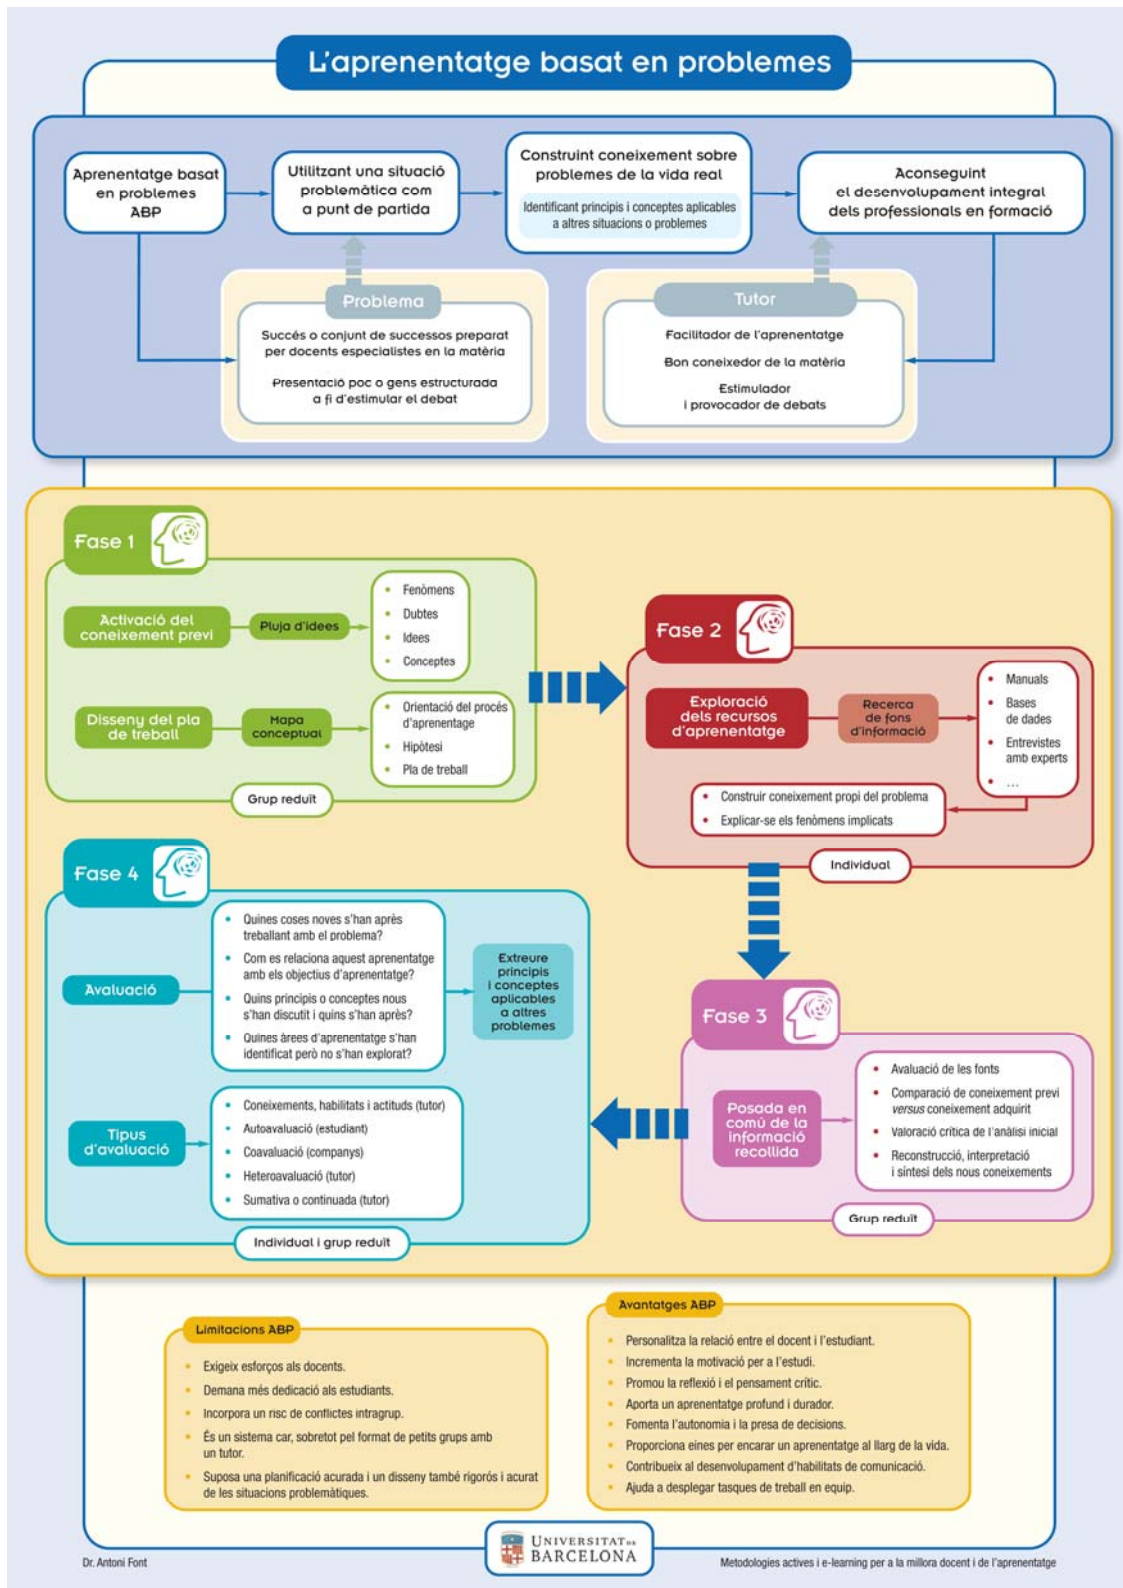 L'aprenentatge basat en problemes
Aprenentatge basat
en problemes
ABP
Utilitzant una situació
problemàtica com
a punt de partida
Construint coneixement sobre
problemes de la vida real
Identificant principis i conceptes aplicables
a altres situacions o problemes
Aconseguint
el desenvolupament integral
dels professionals en formació
Problema
Succés o conjunt de successos preparat
per docents especialistes en la matèria
Presentació poc o gens estructurada
a fi d'estimular el debat
Tutor
Facilitador de l'aprenentatge
Bon coneixedor de la matèria
Estimulador
i provocador de debats
Fase 1
Activació del
coneixement previ
Pluja d'idees
• Fenòmens
• Dubtes
• Idees
• Conceptes
Disseny del pla
de treball
Mapa
conceptual
• Orientació del procés
d'aprenentage
• Hipòtesi
• Pla de treball
Grup reduït
Fase 2
Exploració
dels recursos
d'aprenentatge
Recerca
de fons
d'informació
• Manuals
• Bases
de dades
• Entrevistes
amb experts
• ...
• Construir coneixement propi del problema
• Explicar-se els fenòmens implicats
Individual
Fase 3
Posada en
comú de la
informació
recollida
• Avaluació de les fonts
• Comparació de coneixement previ
versus coneixement adquirit
• Valoració crítica de l'anàlisi inicial
• Reconstrucció, interpretació
i síntesi dels nous coneixements
Grup reduït
Fase 4
Avaluació
• Quines coses noves s'han après
treballant amb el problema?
• Com es relaciona aquest aprenentatge
amb els objectius d'aprenentatge?
• Quins principis o conceptes nous
s'han discutit i quins s'han après?
• Quines àrees d'aprenentatge s'han
identificat però no s'han explorat?
Extreure
principis
i conceptes
aplicables
a altres
problemes
Tipus
d'avaluació
• Coneixements, habilitats i actituds (tutor)
• Autoavaluació (estudiant)
• Coavaluació (companys)
• Heteroavaluació (tutor)
• Sumativa o continuada (tutor)
Individual i grup reduït
Limitacions ABP
• Exigeix esforços als docents.
• Demana més dedicació als estudiants.
• Incorpora un risc de conflictes intragrup.
• És un sistema car, sobretot pel format de petits grups amb
un tutor.
• Suposa una planificació acurada i un disseny també rigorós i acurat
de les situacions problemàtiques.
Avantatges ABP
• Personalitza la relació entre el docent i l'estudiant.
• Incrementa la motivació per a l'estudi.
• Promou la reflexió i el pensament crític.
• Aporta un aprenentatge profund i durador.
• Fomenta l'autonomia i la presa de decisions.
• Proporciona eines per encarar un aprenentatge al llarg de la vida.
• Contribueix al desenvolupament d'habilitats de comunicació.
• Ajuda a desplegar tasques de treball en equip.
Dr. Antoni Font
UNIVERSITAT DE
BARCELONA
Metodologies actives i e-learning per a la millora docent i de l'aprenentatge